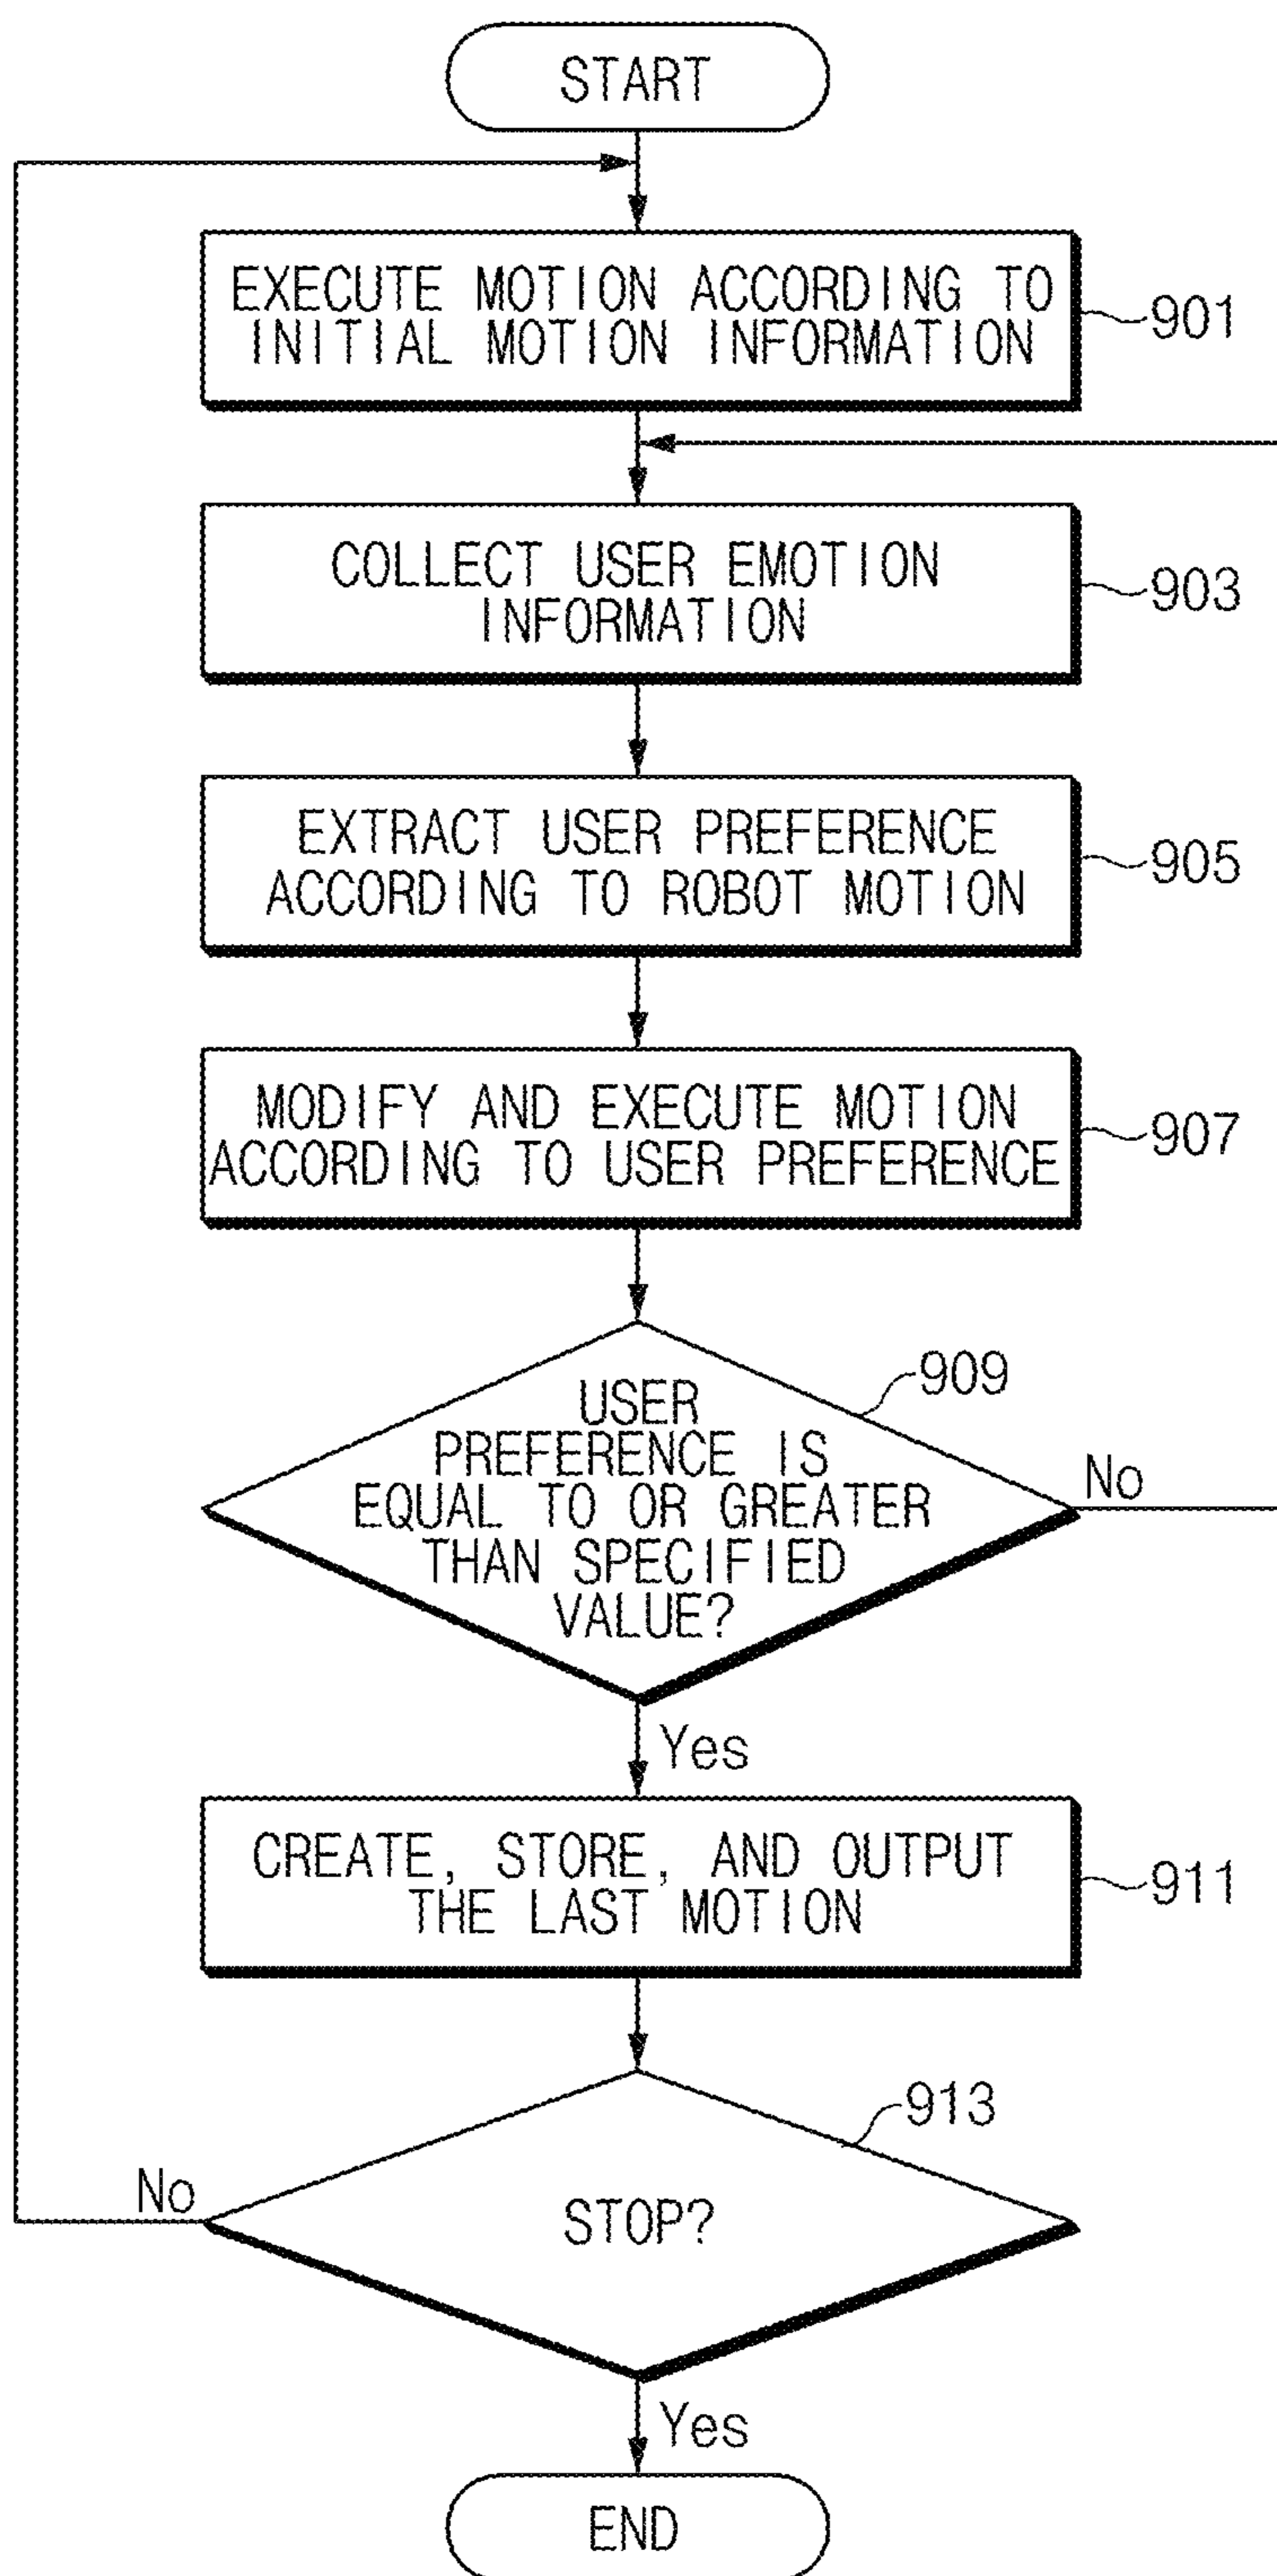 START
EXECUTE MOTION ACCORDING TO
INITIAL MOTION INFORMATION
901
COLLECT USER EMOTION
INFORMATION
903
EXTRACT USER PREFERENCE
ACCORDING TO ROBOT MOTION
905
MODIFY AND EXECUTE MOTION
ACCORDING TO USER PREFERENCE
907
909
USER
PREFERENCE IS
EQUAL TO OR GREATER
THAN SPECIFIED
VALUE?
No
Yes
CREATE, STORE, AND OUTPUT
THE LAST MOTION
911
913
No
STOP?
Yes
END